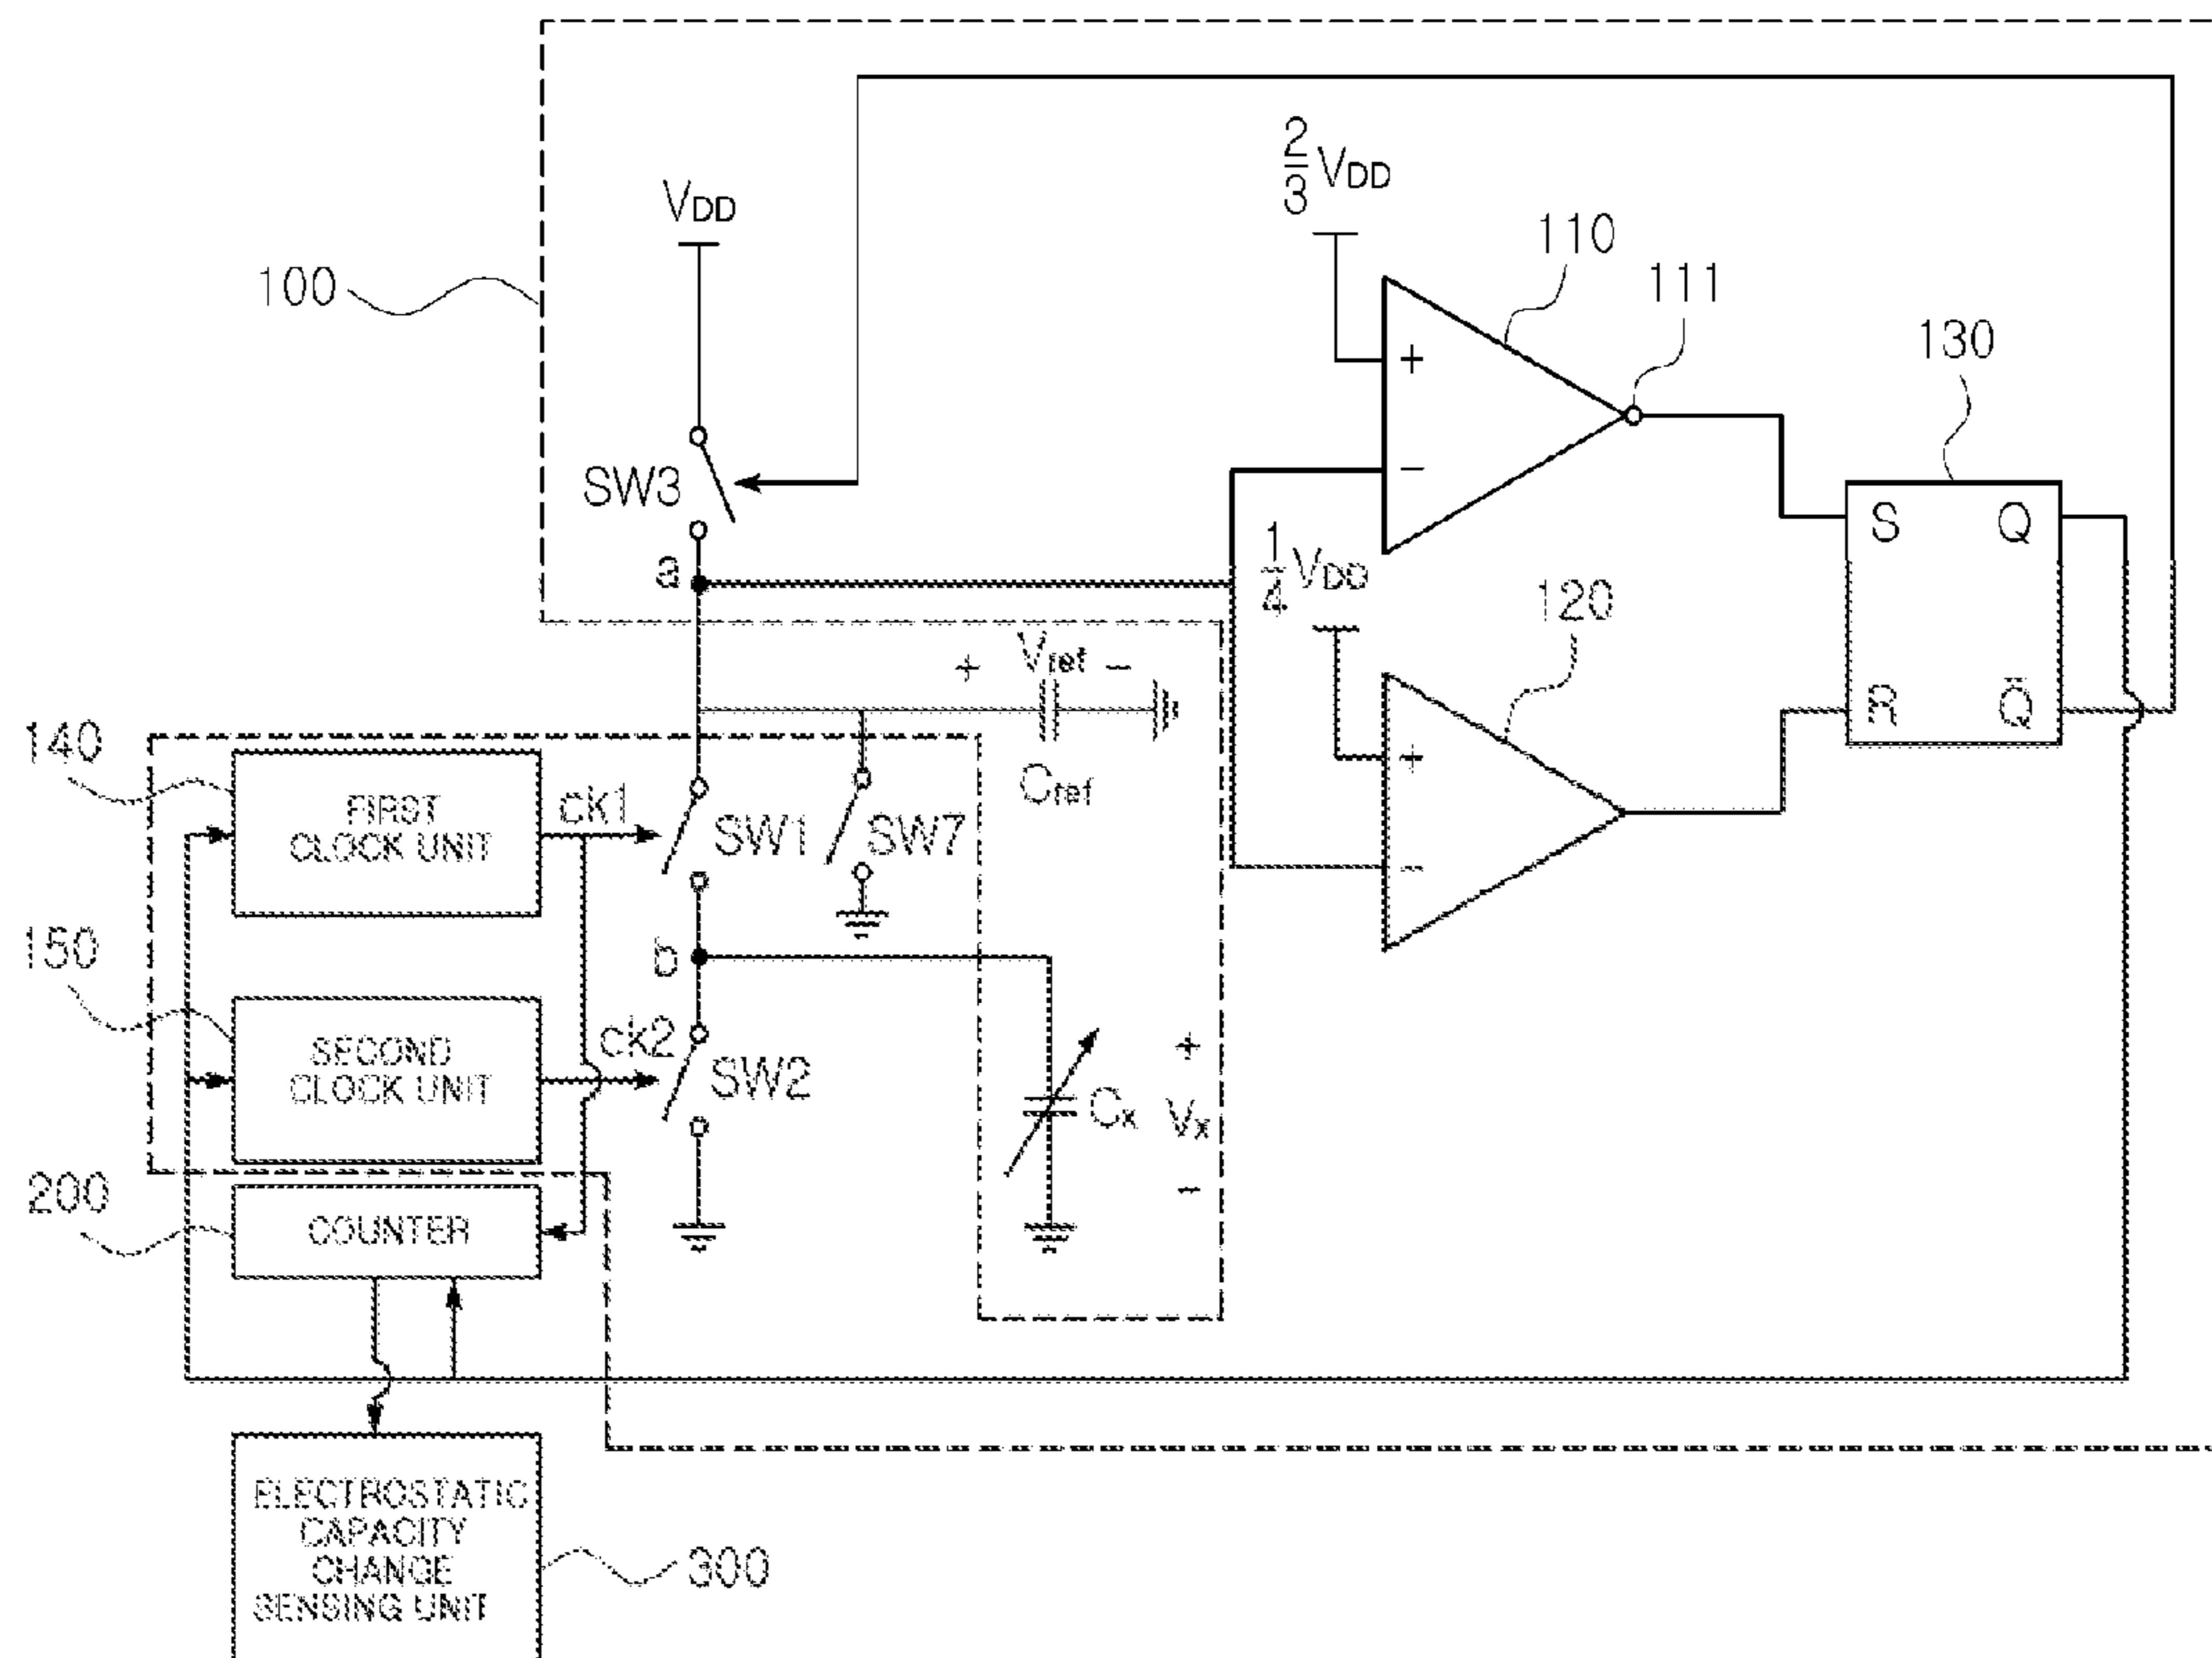 100
V_DD
SW3
a
2/3 V_DD
110
111
130
+
−
S Q
R Q̄
1/4 V_DD
120
+
−
+ V_ref −
C_ref
140
FIRST
CLOCK UNIT
ck1
SW1
SW7
b
150
SECOND
CLOCK UNIT
ck2
SW2
C_x
+
V_x
−
200
COUNTER
ELECTROSTATIC
CAPACITY
CHANGE
SENSING UNIT
300